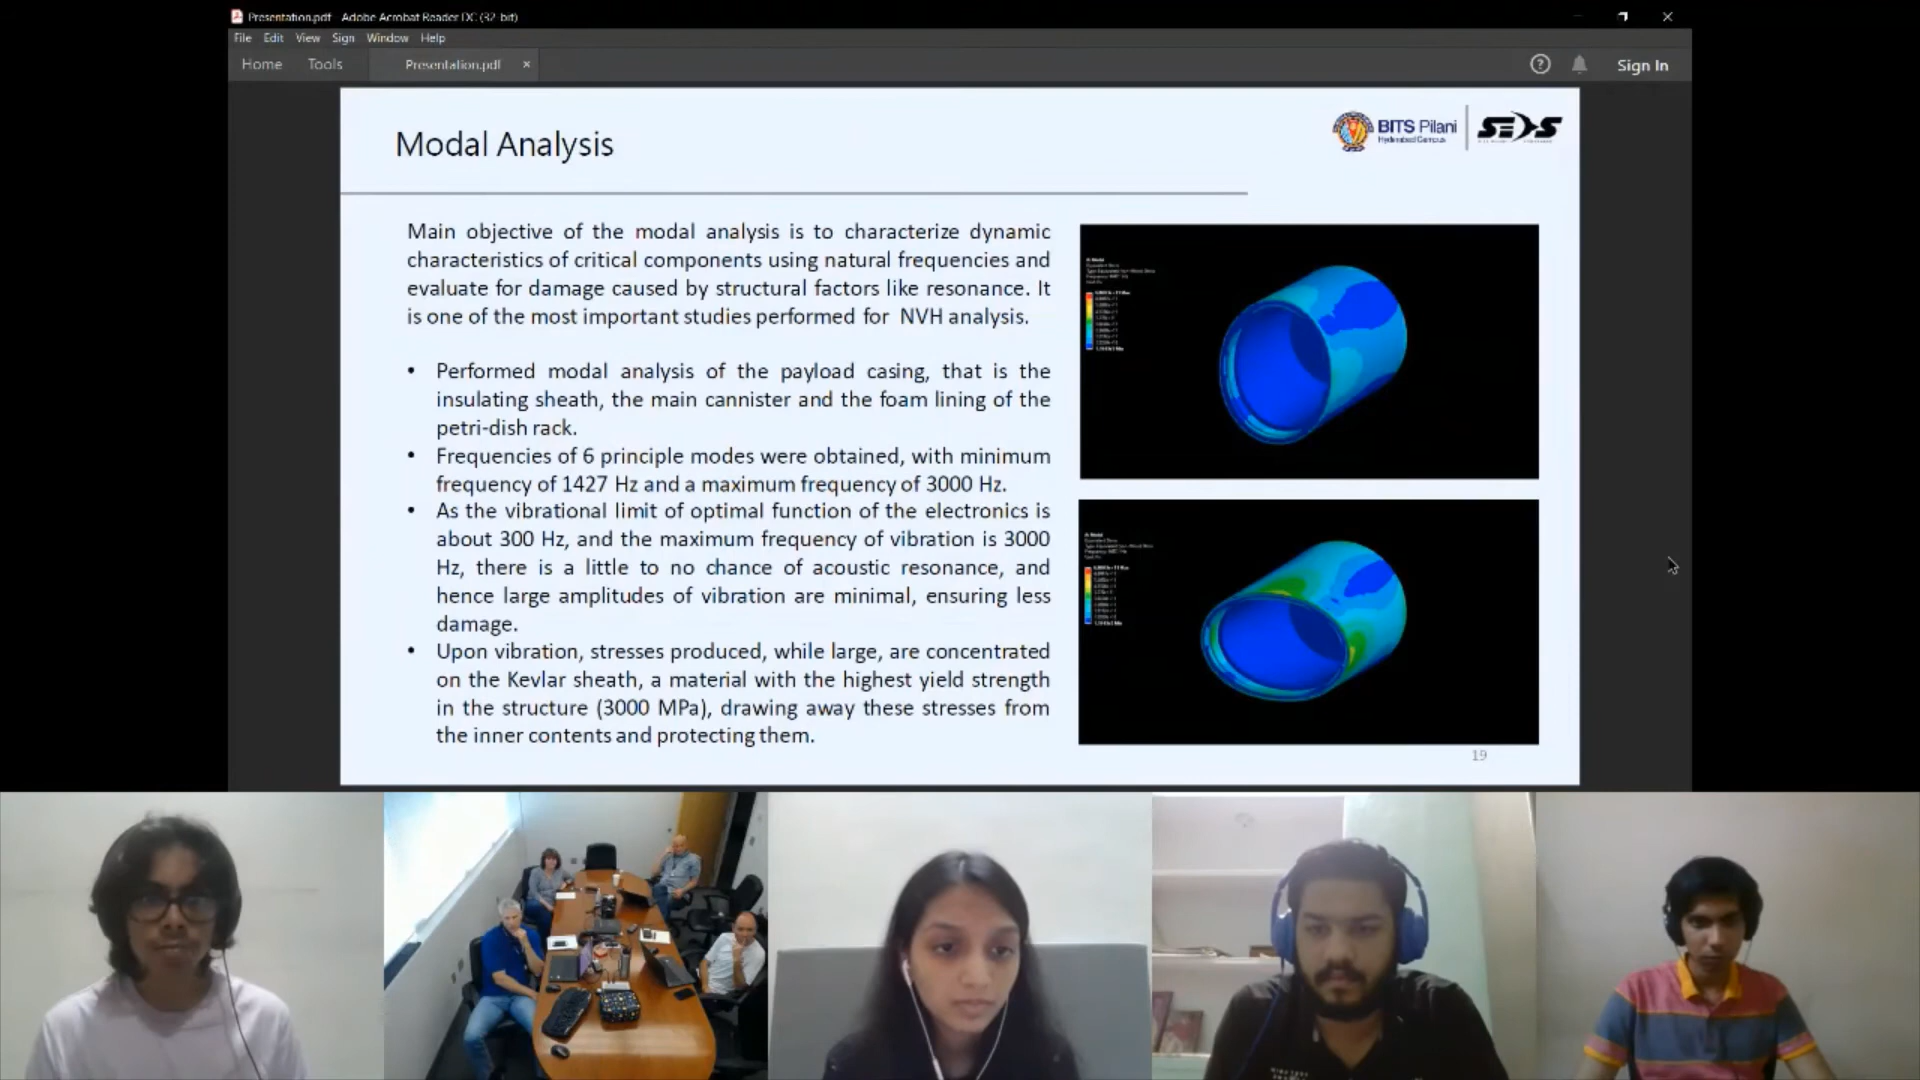 Presentation.pdf - Adobe Acrobat Reader DC (32-bit)
File Edit View Sign Window Help
Home Tools Presentation.pdf × Sign In
Modal Analysis
BITS Pilani
Hyderabad Campus
SEDS
Main objective of the modal analysis is to characterize dynamic
characteristics of critical components using natural frequencies and
evaluate for damage caused by structural factors like resonance. It
is one of the most important studies performed for NVH analysis.
• Performed modal analysis of the payload casing, that is the
insulating sheath, the main cannister and the foam lining of the
petri-dish rack.
• Frequencies of 6 principle modes were obtained, with minimum
frequency of 1427 Hz and a maximum frequency of 3000 Hz.
• As the vibrational limit of optimal function of the electronics is
about 300 Hz, and the maximum frequency of vibration is 3000
Hz, there is a little to no chance of acoustic resonance, and
hence large amplitudes of vibration are minimal, ensuring less
damage.
• Upon vibration, stresses produced, while large, are concentrated
on the Kevlar sheath, a material with the highest yield strength
in the structure (3000 MPa), drawing away these stresses from
the inner contents and protecting them.
19